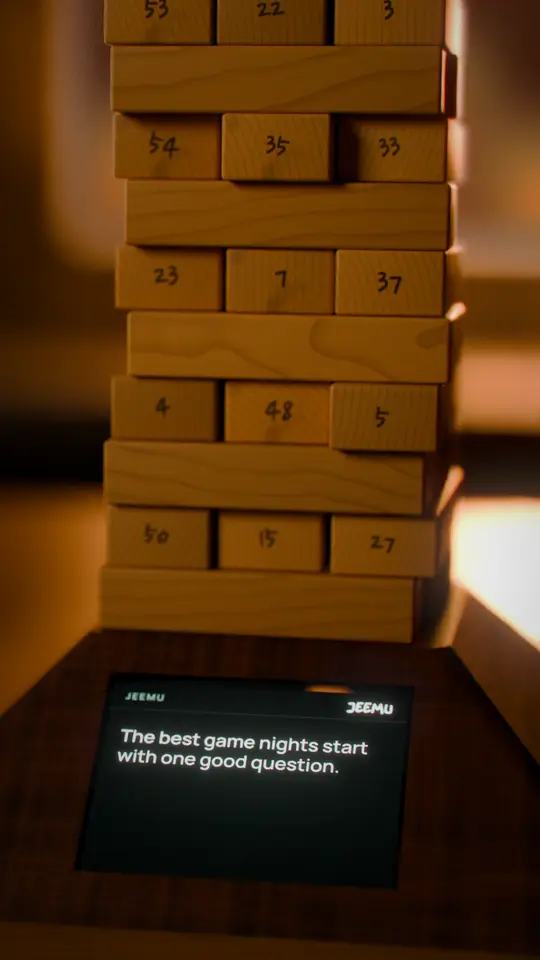 53 22 3
54 35 33
23 7 37
4 48 5
50 15 27
JEEMU JEEMU
The best game nights start
with one good question.